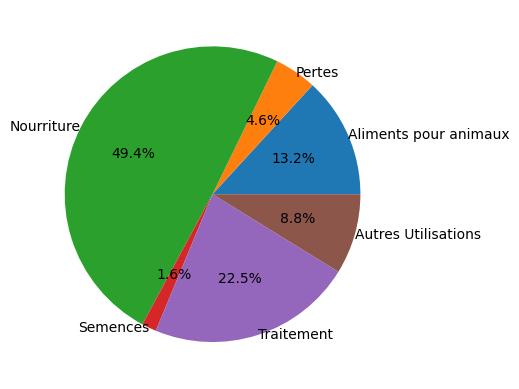 Pertes
4.6%
Nourriture
Aliments pour animaux
49.4%
13.2%
8.8%
Autres Utilisations
1.6%
22.5%
Semences
Traitement